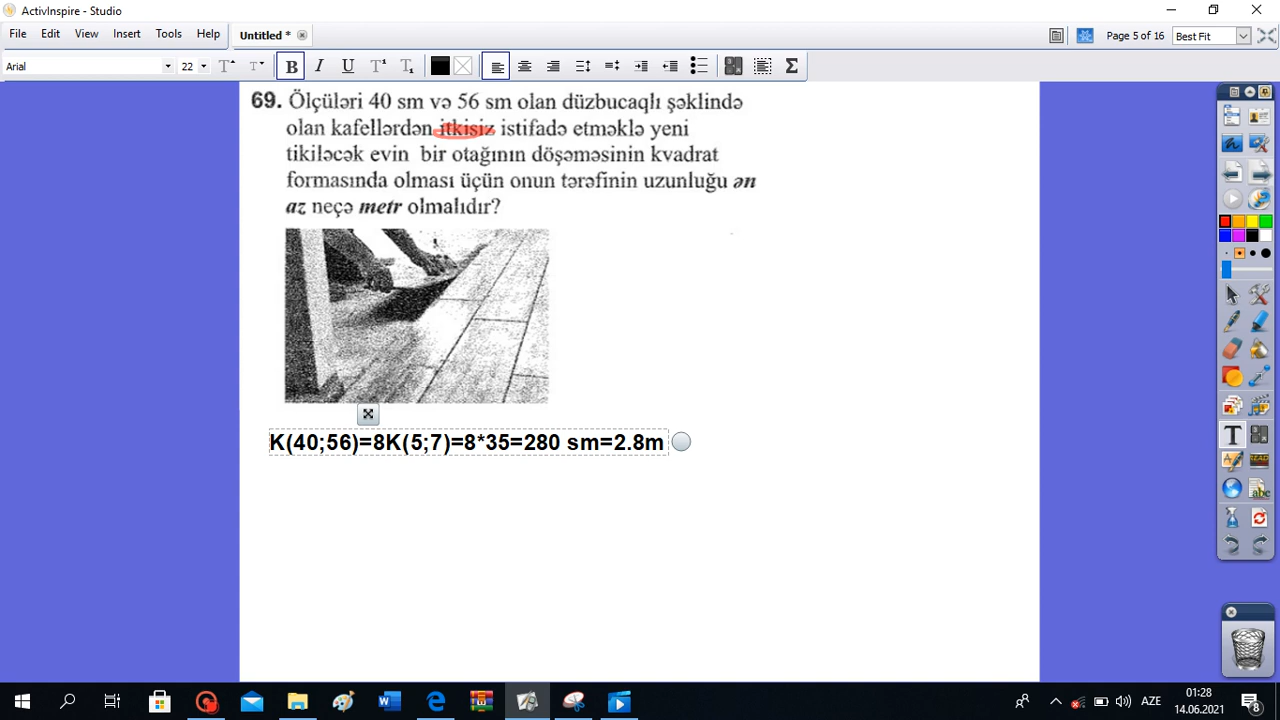 ActivInspire - Studio
File Edit View Insert Tools Help
Untitled *
Page 5 of 16
Best Fit
Arial
22
B I U T T
69. Ölçüləri 40 sm və 56 sm olan düzbucaqlı şəklində
olan kafellərdən itkisiz istifadə etməklə yeni
tikiləcək evin bir otağının döşəməsinin kvadrat
formasında olması üçün onun tərəfinin uzunluğu ən
az neçə metr olmalıdır?
K(40;56)=8K(5;7)=8*35=280 sm=2.8m
AZE
01:28
14.06.2021
8